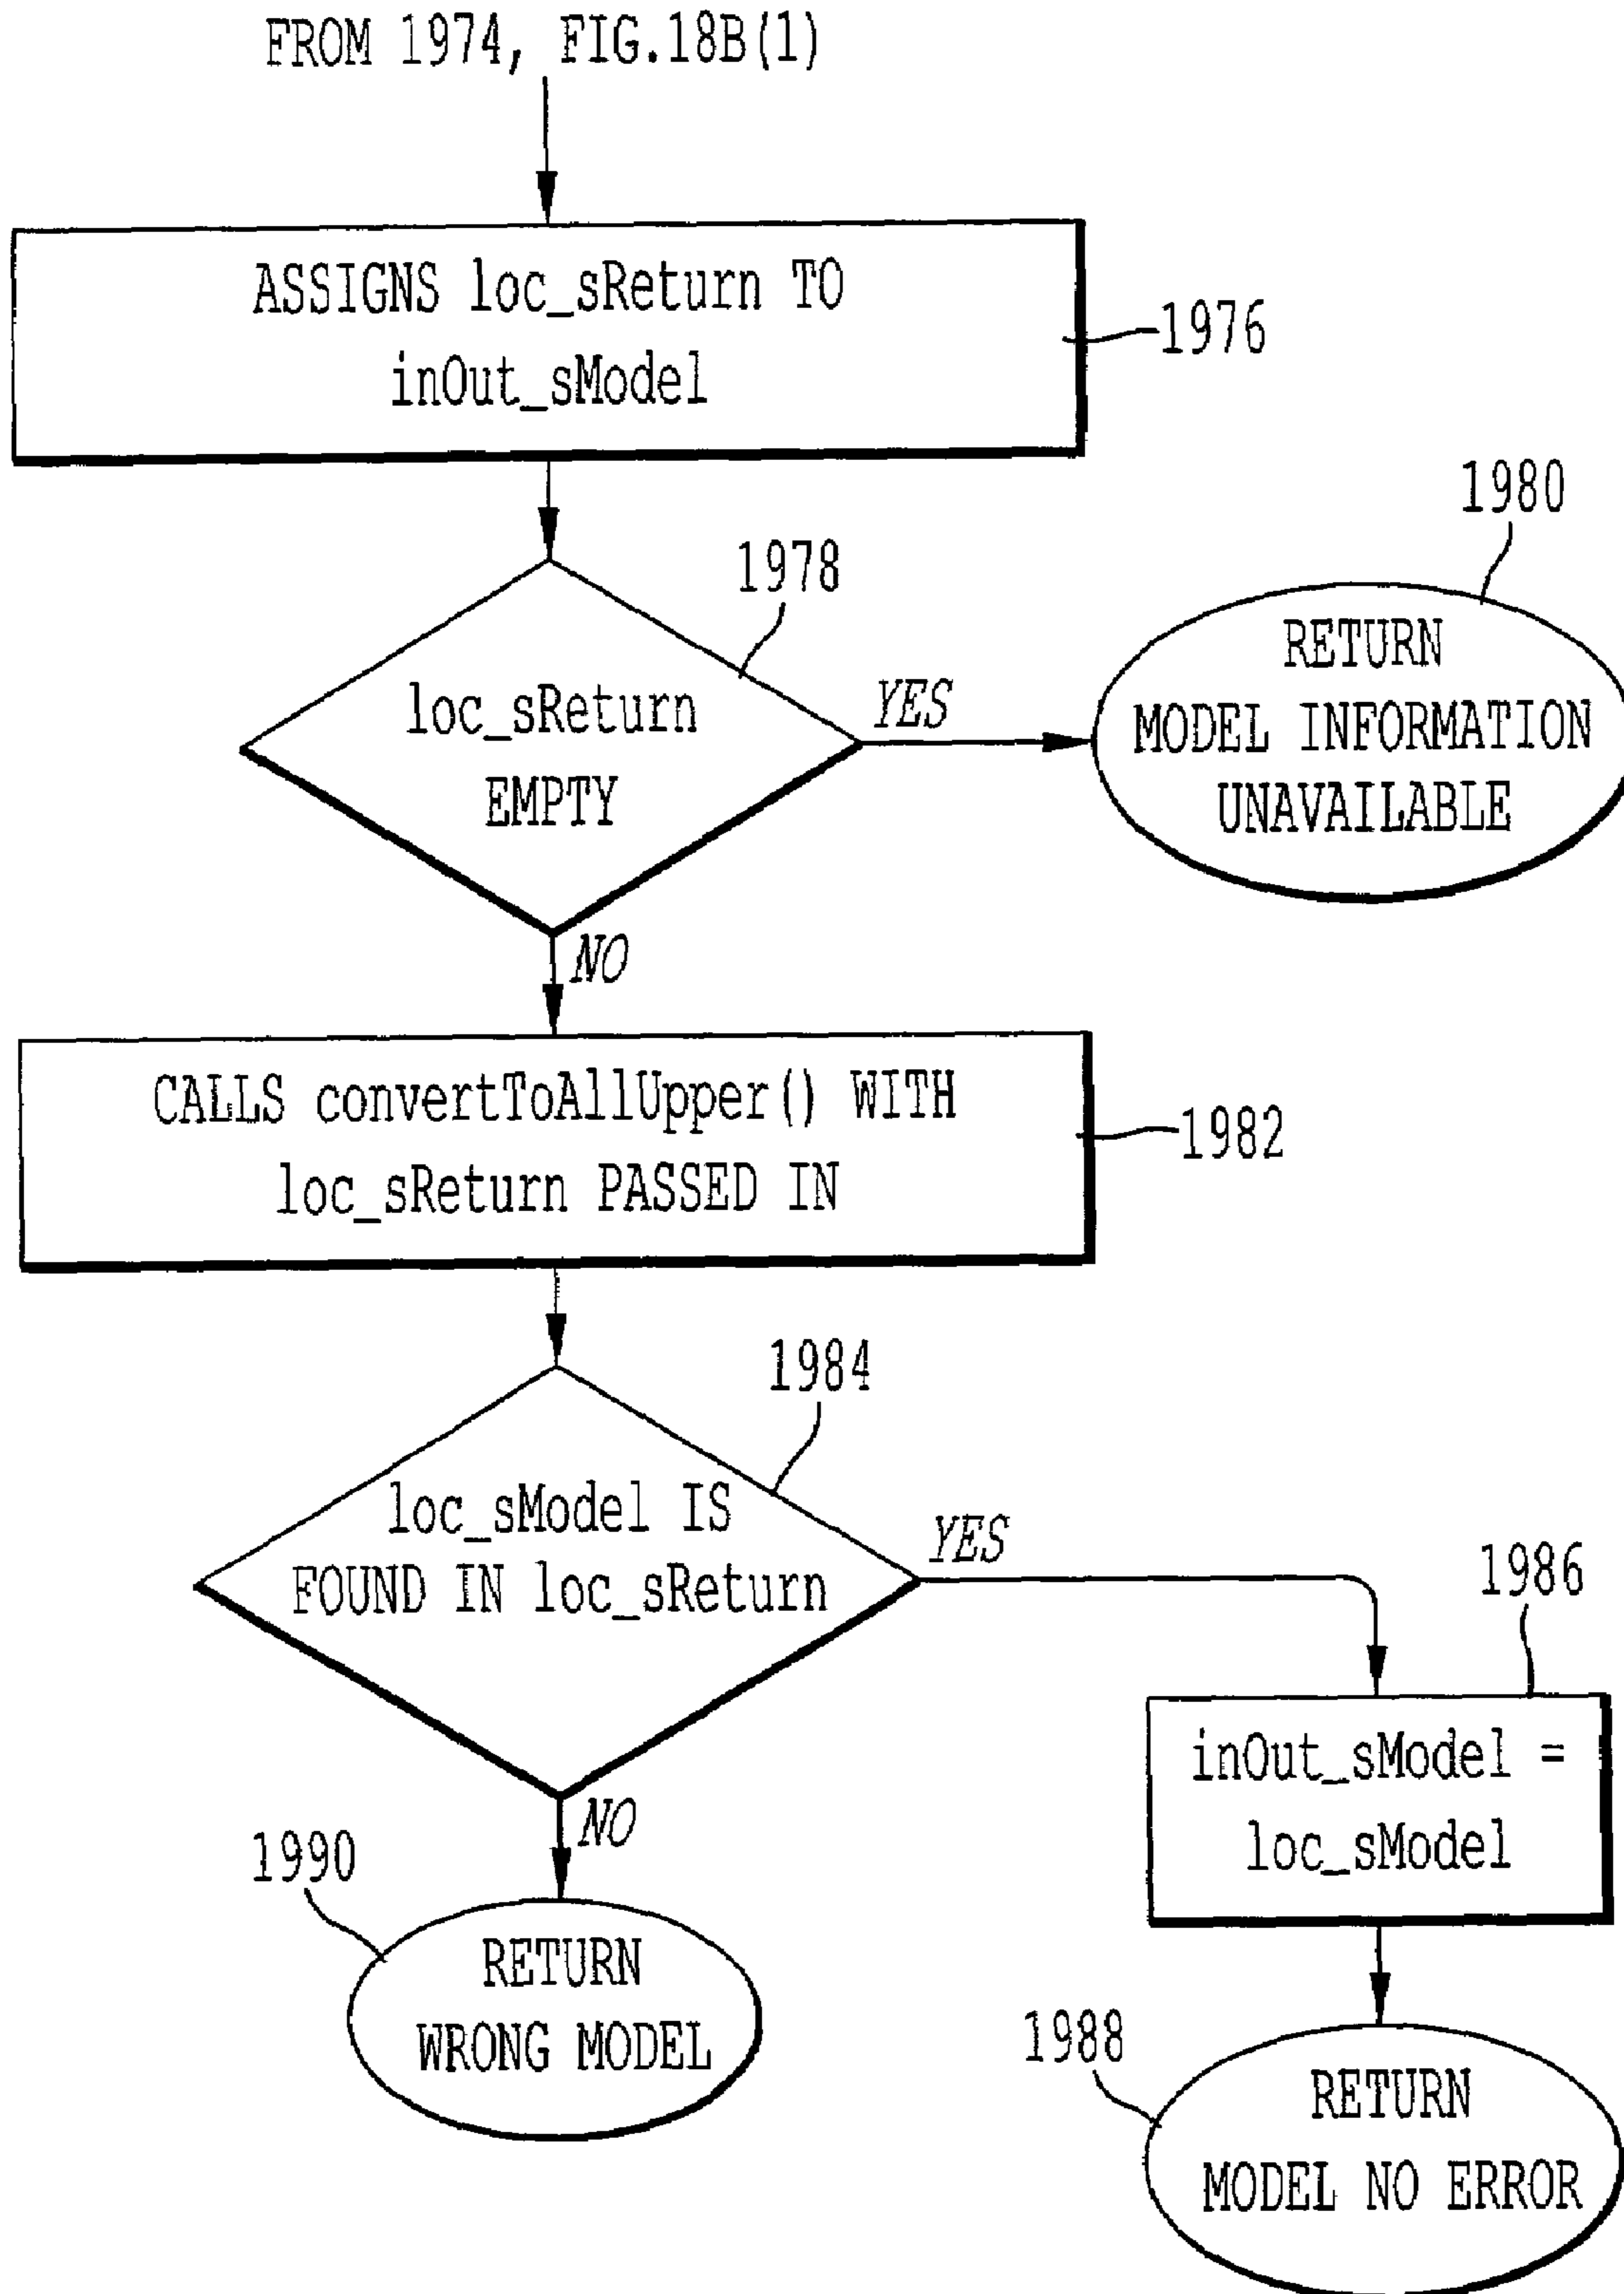 FROM 1974, FIG.18B(1)
ASSIGNS loc_sReturn TO
inOut_sModel
1976
1978
loc_sReturn
EMPTY
YES
1980
RETURN
MODEL INFORMATION
UNAVAILABLE
NO
CALLS convertToAllUpper() WITH
loc_sReturn PASSED IN
1982
1984
loc_sModel IS
FOUND IN loc_sReturn
YES
1986
inOut_sModel =
loc_sModel
NO
1990
RETURN
WRONG MODEL
1988
RETURN
MODEL NO ERROR